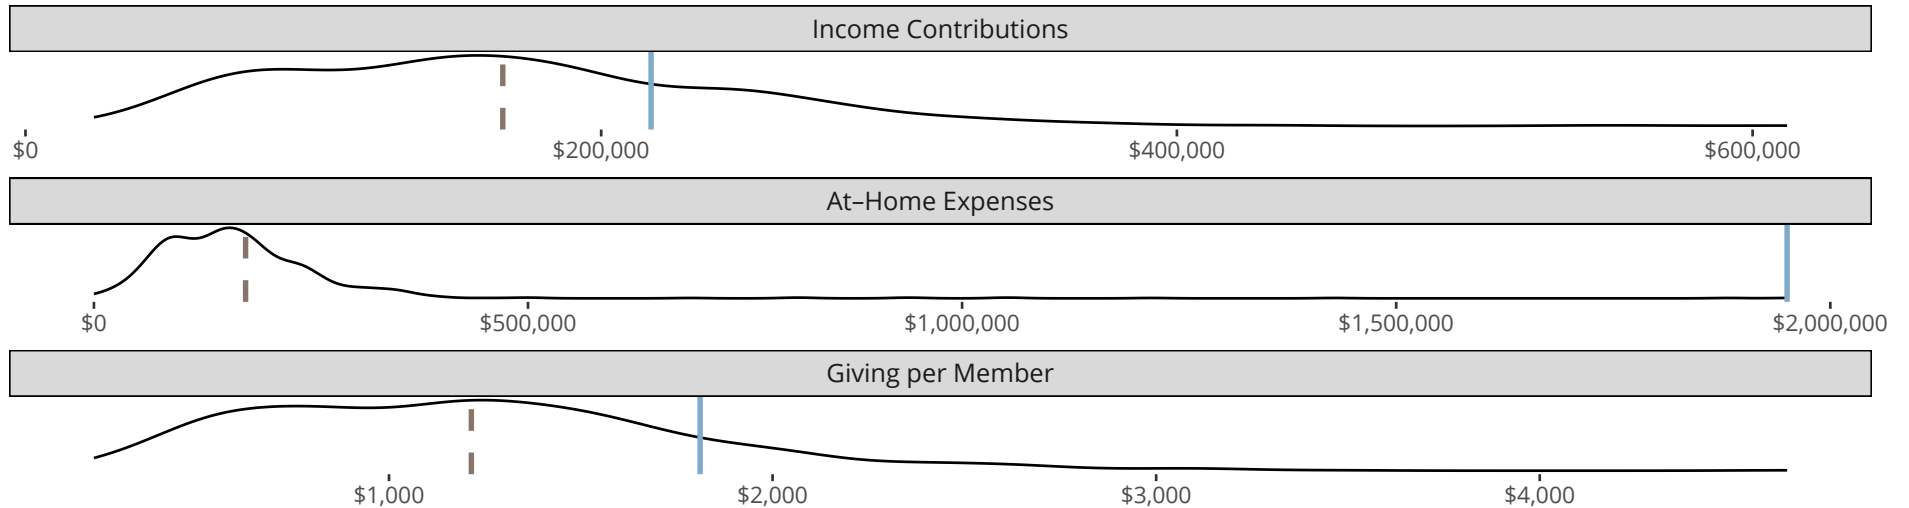 Income Contributions
$0 $200,000 $400,000 $600,000
At–Home Expenses
$0 $500,000 $1,000,000 $1,500,000 $2,000,000
Giving per Member
$1,000 $2,000 $3,000 $4,000